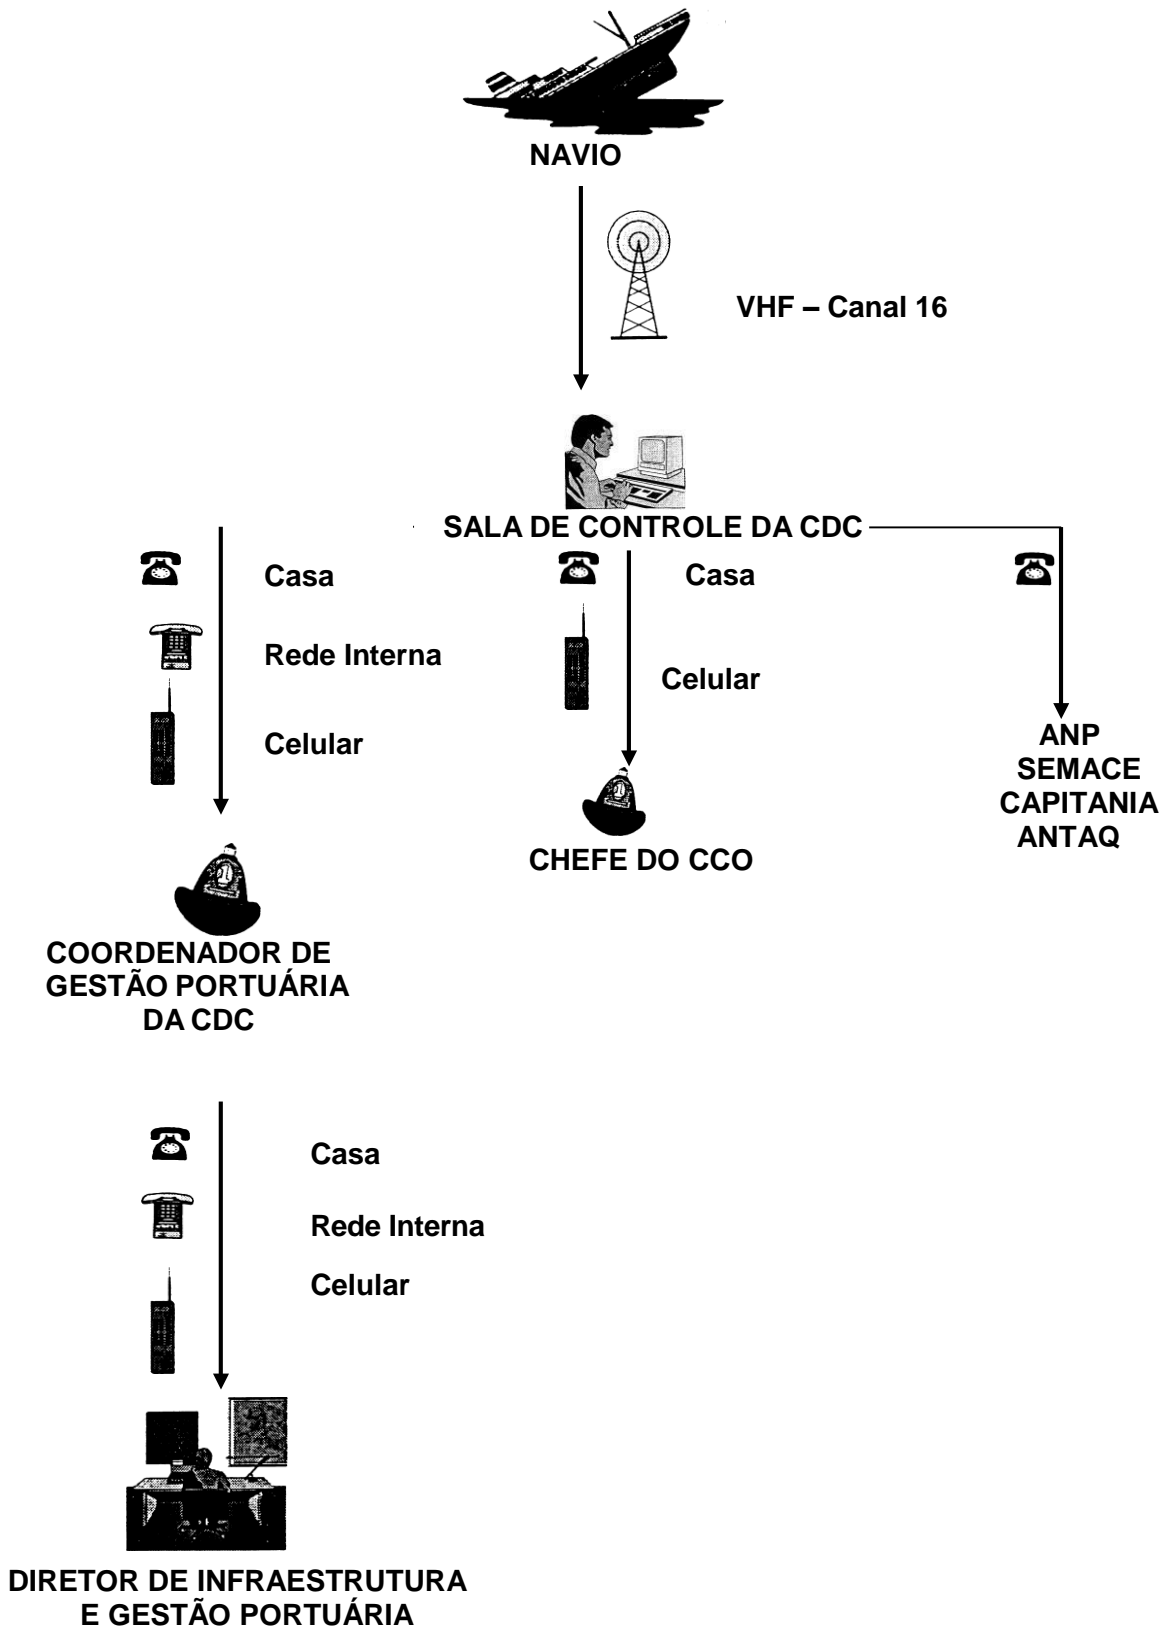 NAVIO
VHF – Canal 16
SALA DE CONTROLE DA CDC
Casa
Rede Interna
Celular
Casa
Celular
ANP
SEMACE
CAPITANIA
ANTAQ
CHEFE DO CCO
COORDENADOR DE
GESTÃO PORTUÁRIA
DA CDC
Casa
Rede Interna
Celular
DIRETOR DE INFRAESTRUTURA
E GESTÃO PORTUÁRIA